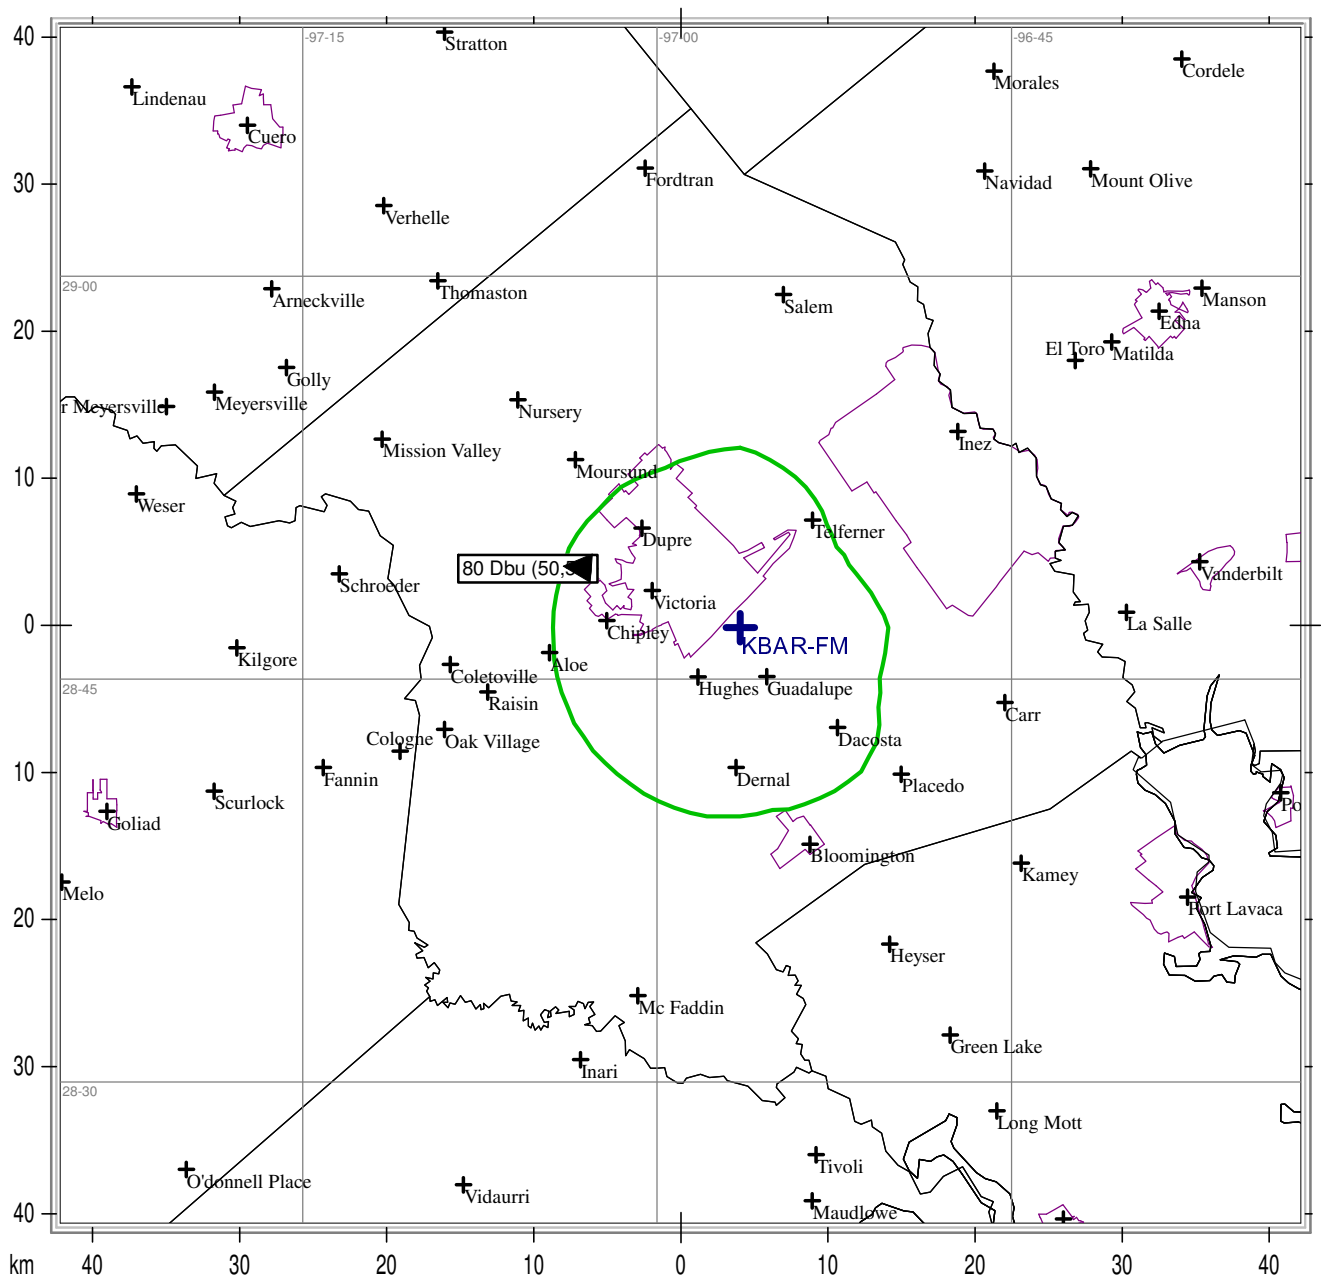 40
-97-15
-97-00
-96-45
Stratton
Cordele
Morales
Lindenau
Cuero
30
Fordtran
Navidad
Mount Olive
Verhelle
29-00
Thomaston
Arneckville
Salem
Manson
20
Edna
El Toro
Matilda
Golly
Meyersville
r Meyersville
Nursery
Inez
Mission Valley
10
Moursund
Weser
Telferner
Dupre
80 Dbu (50,5
Schroeder
Vanderbilt
Victoria
0
Chipley
La Salle
KBAR-FM
Kilgore
Aloe
Coletoville
28-45
Hughes
Guadalupe
Raisin
Carr
Cologne
Oak Village
Dacosta
10
Fannin
Dernal
Placedo
Scurlock
Po
Goliad
Bloomington
Kamey
Melo
Port Lavaca
20
Heyser
Mc Faddin
Green Lake
30
Inari
28-30
Long Mott
Tivoli
O'donnell Place
Vidaurri
Maudlowe
40
km
40
30
20
10
0
10
20
30
40